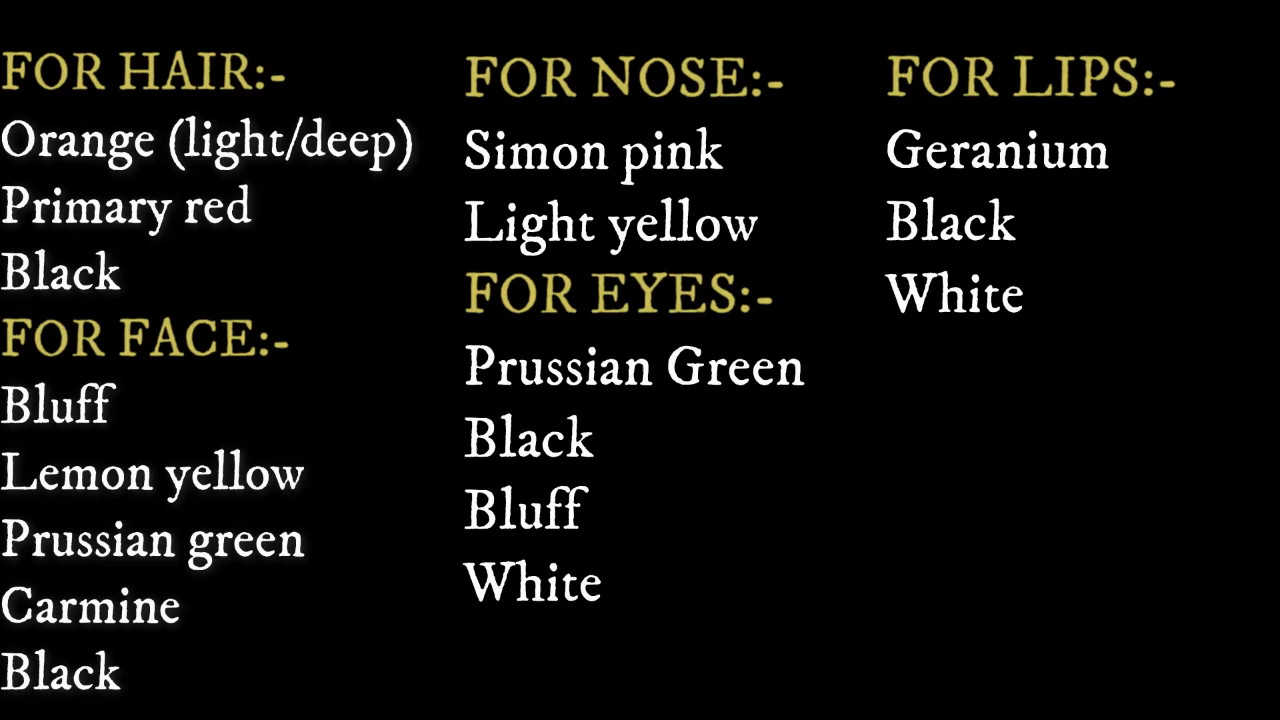 FOR HAIR:-
Orange (light/deep)
Primary red
Black
FOR FACE:-
Bluff
Lemon yellow
Prussian green
Carmine
Black
FOR NOSE:-
Simon pink
Light yellow
FOR EYES:-
Prussian Green
Black
Bluff
White
FOR LIPS:-
Geranium
Black
White